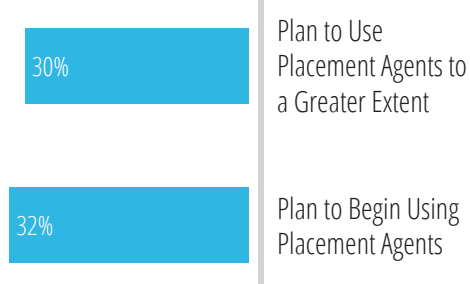 30%
Plan to Use
Placement Agents to
a Greater Extent
32%
Plan to Begin Using
Placement Agents